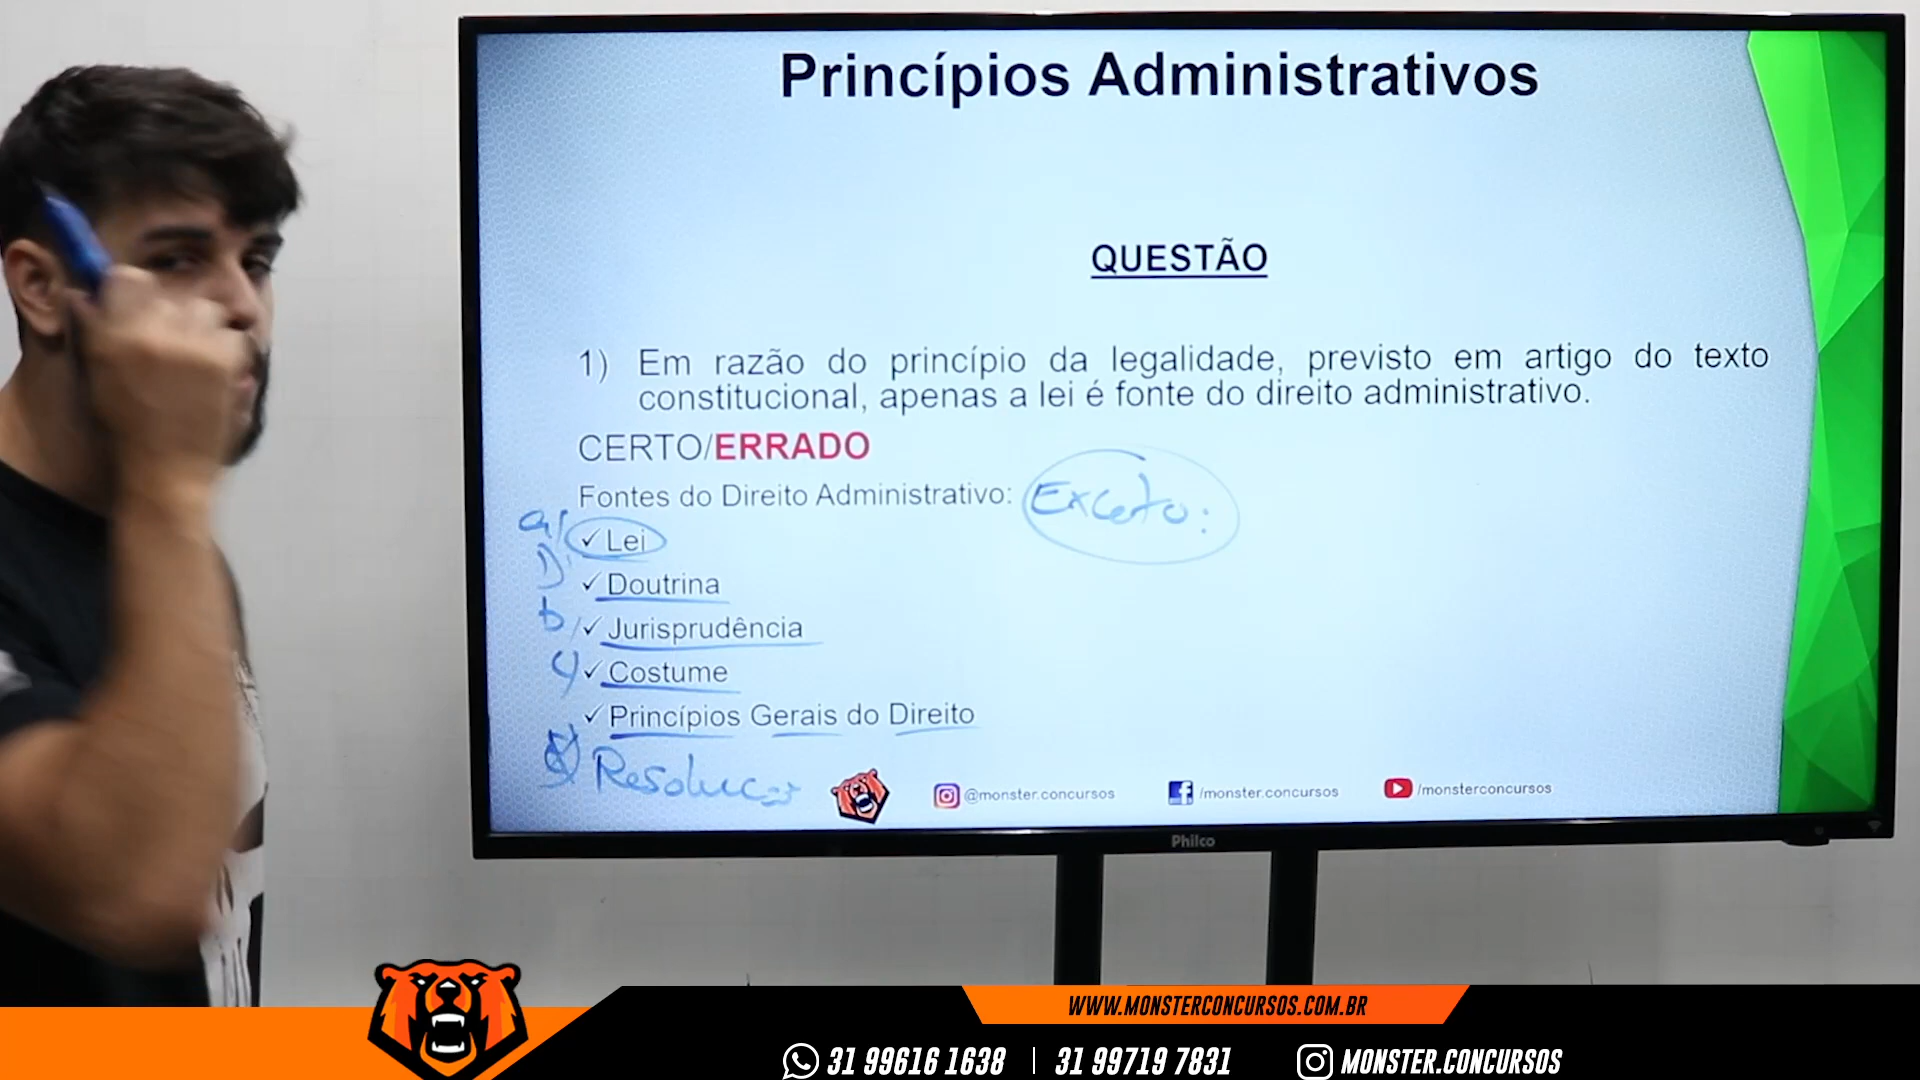 Princípios Administrativos
QUESTÃO
1) Em razão do princípio da legalidade, previsto em artigo do texto
constitucional, apenas a lei é fonte do direito administrativo.
CERTO/ERRADO
Fontes do Direito Administrativo: Exceto:
a) ✓ Lei
D) ✓ Doutrina
b) ✓ Jurisprudência
c) ✓ Costume
✓ Princípios Gerais do Direito
@monster.concursos /monster.concursos /monsterconcursos
Philco
WWW.MONSTERCONCURSOS.COM.BR
31 99616 1638 | 31 99719 7831 MONSTER.CONCURSOS